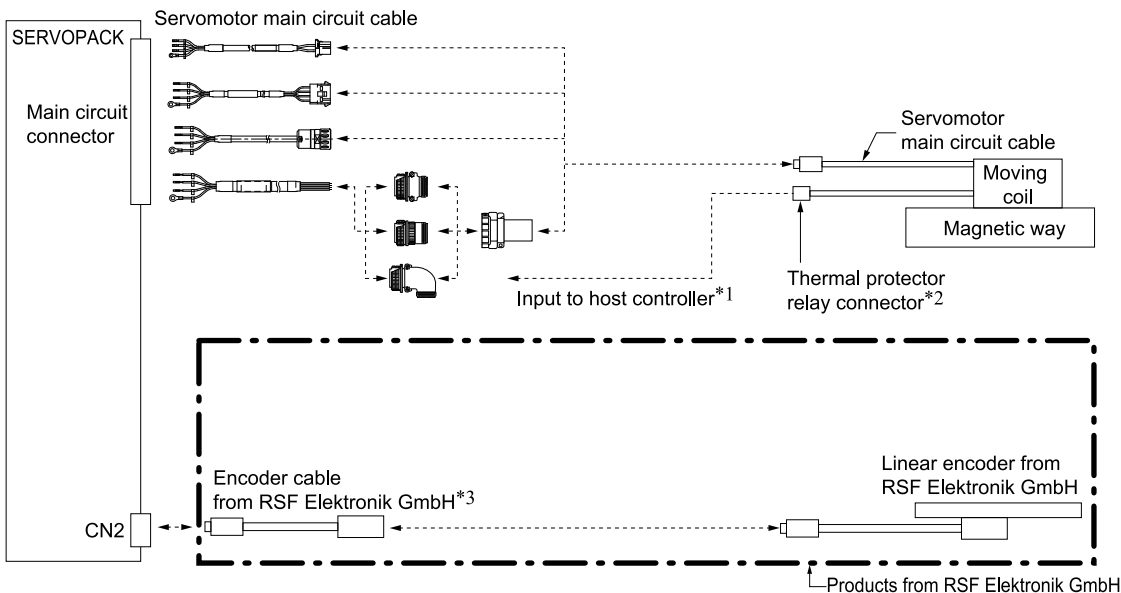 Servomotor main circuit cable
SERVOPACK
Main circuit
connector
Servomotor
main circuit cable
Moving
coil
Magnetic way
Thermal protector
relay connector*2
Input to host controller*1
Encoder cable
from RSF Elektronik GmbH*3
Linear encoder from
RSF Elektronik GmbH
CN2
Products from RSF Elektronik GmbH